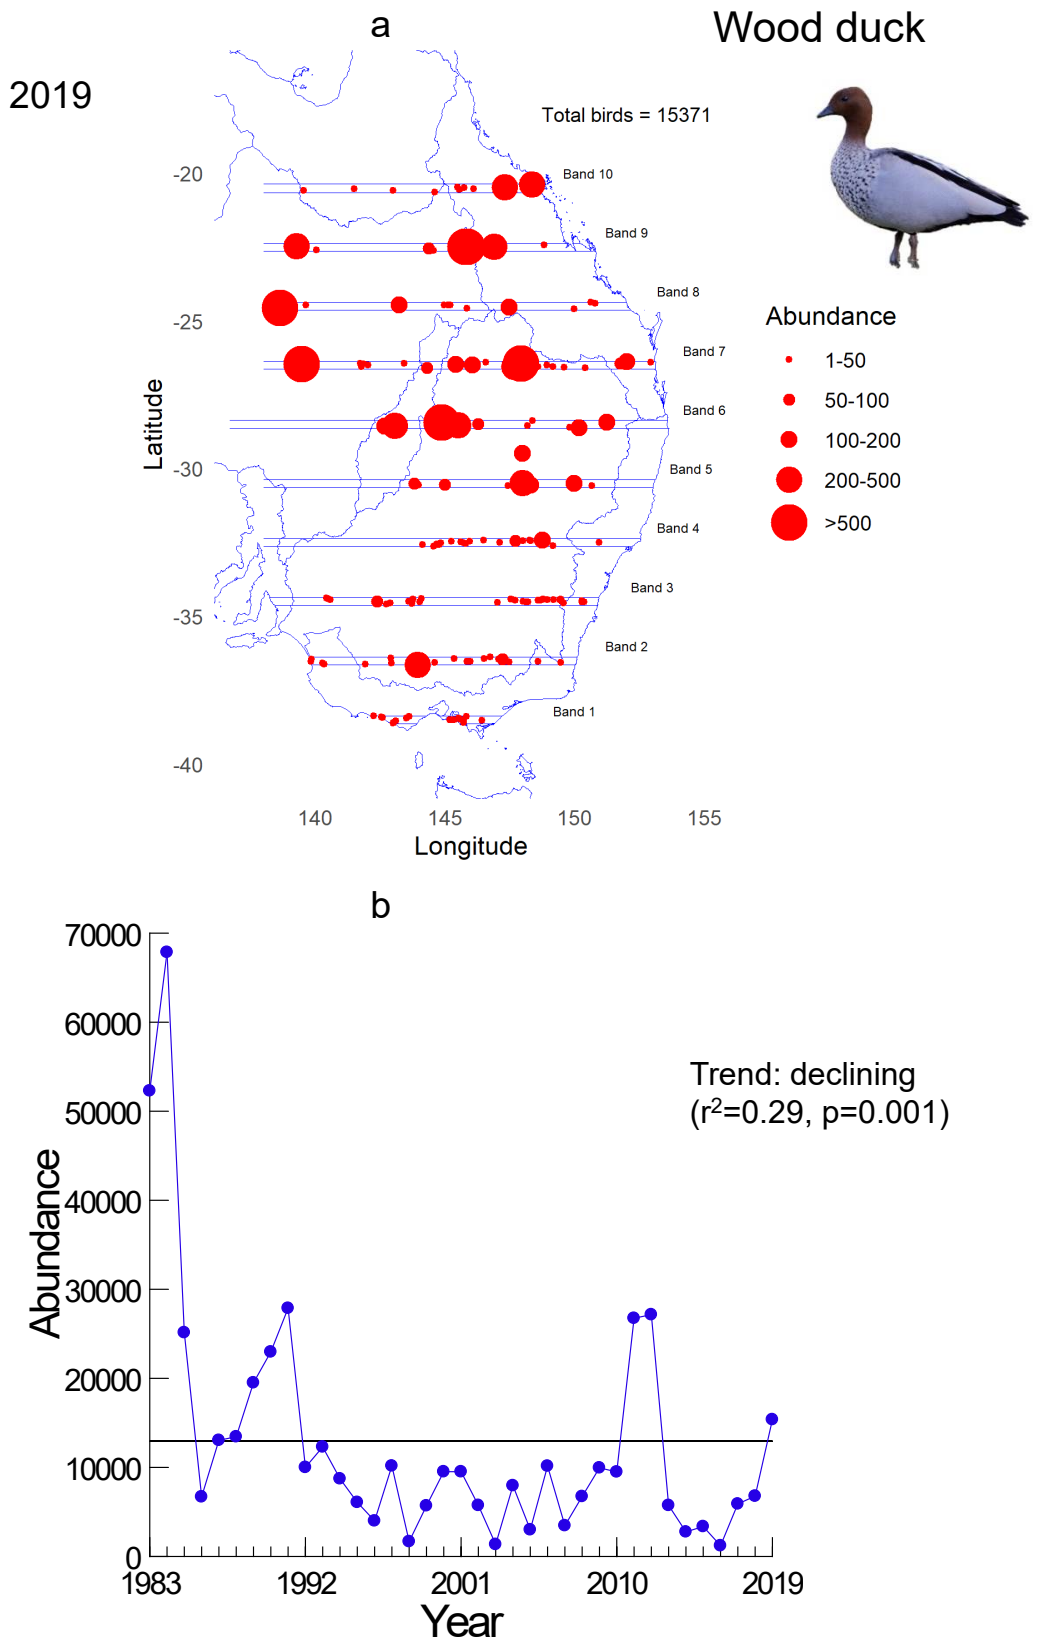 a
Wood duck
2019
Total birds = 15371
-20
-25
-30
-35
-40
Latitude
Band 10
Band 9
Band 8
Band 7
Band 6
Band 5
Band 4
Band 3
Band 2
Band 1
140
145
150
155
Longitude
Abundance
1-50
50-100
100-200
200-500
>500
b
70000
60000
50000
40000
30000
20000
10000
0
Abundance
Trend: declining
(r²=0.29, p=0.001)
1983
1992
2001
2010
2019
Year